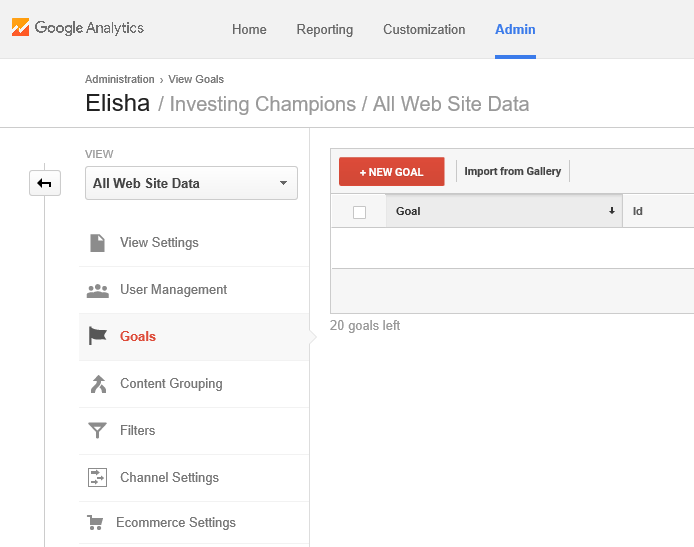 Google Analytics
Home Reporting Customization Admin
Administration › View Goals
Elisha / Investing Champions / All Web Site Data
VIEW
All Web Site Data
View Settings
User Management
Goals
Content Grouping
Filters
Channel Settings
Ecommerce Settings
+ NEW GOAL Import from Gallery
Goal Id
20 goals left